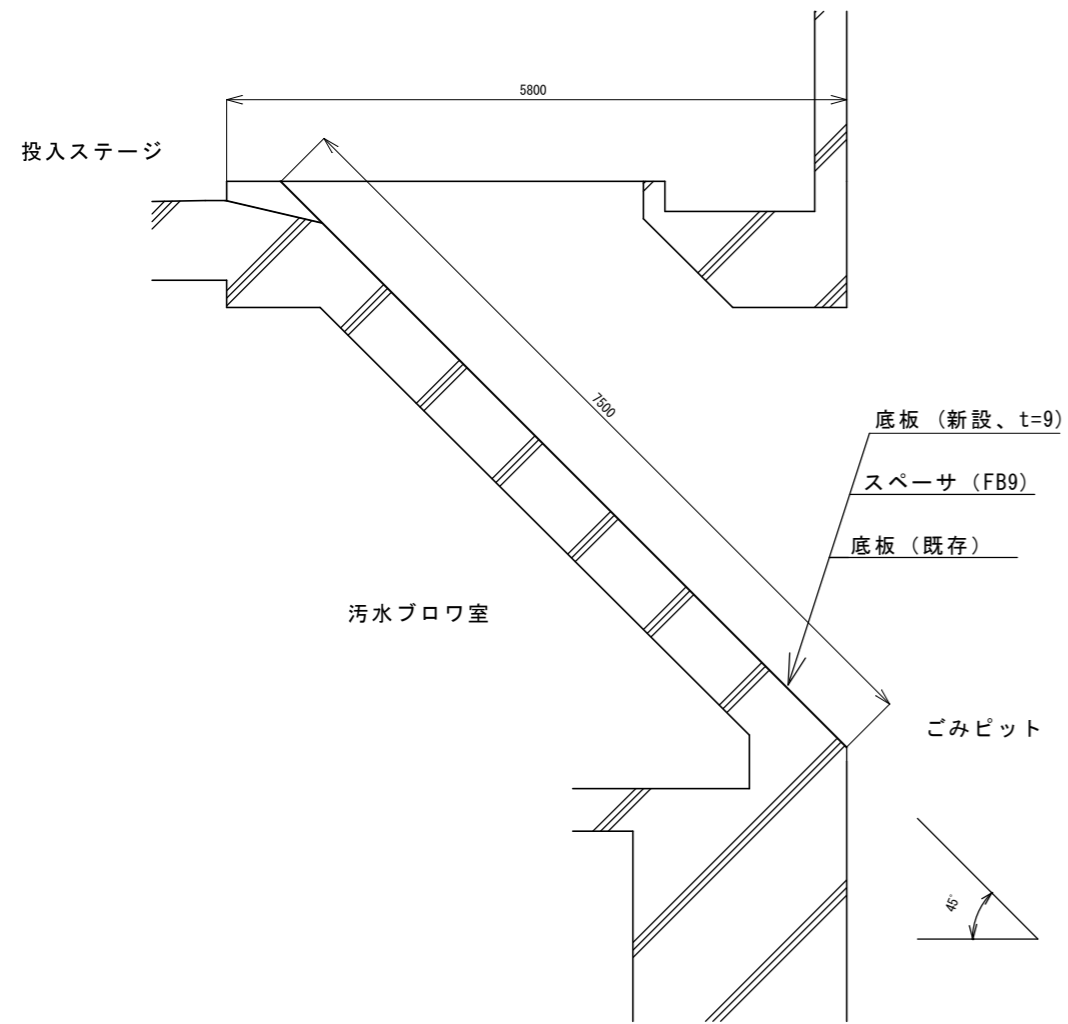 5800
投入ステージ
7500
底板（新設、t=9）
スペーサ（FB9）
底板（既存）
汚水ブロワ室
ごみピット
45°